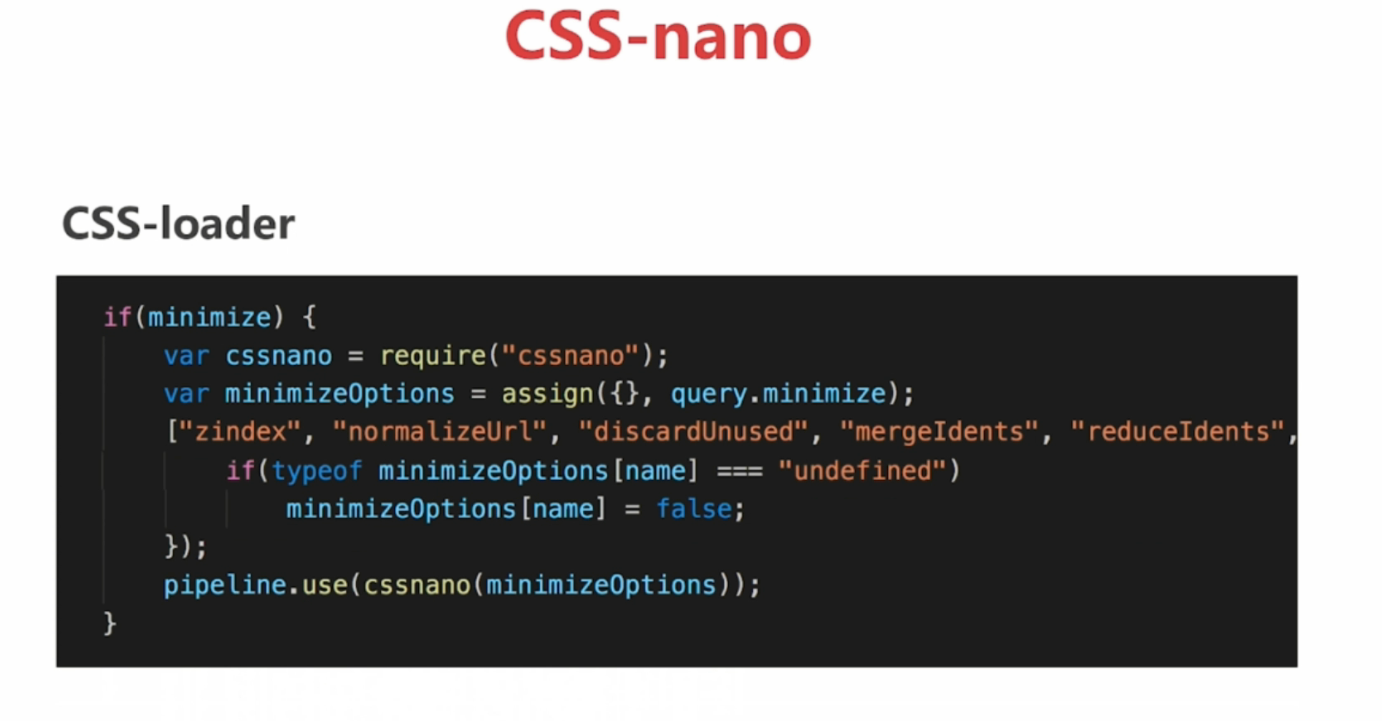 CSS-nano
CSS-loader
if(minimize) {
var cssnano = require("cssnano");
var minimizeOptions = assign({}, query.minimize);
["zindex", "normalizeUrl", "discardUnused", "mergeIdents", "reduceIdents",
if(typeof minimizeOptions[name] === "undefined")
minimizeOptions[name] = false;
});
pipeline.use(cssnano(minimizeOptions));
}